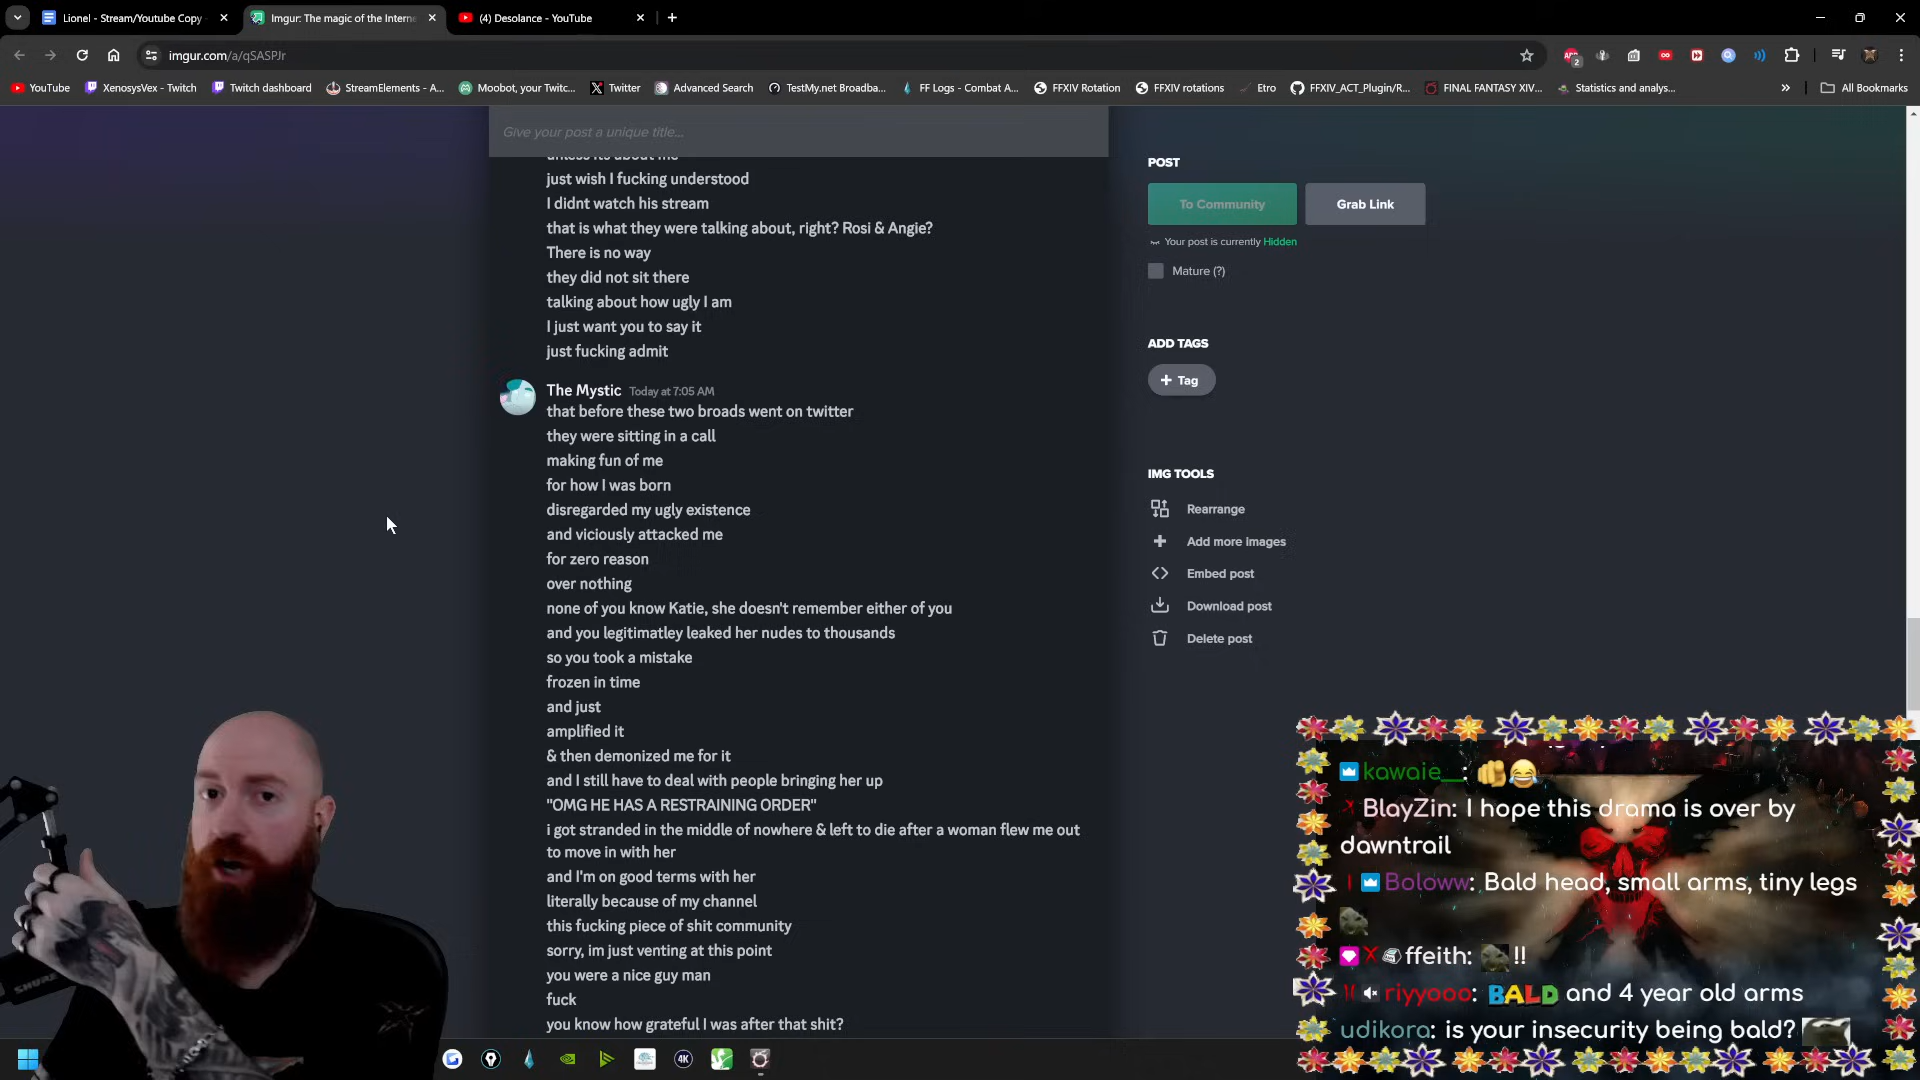 Lionel - Stream/Youtube Copy
Imgur: The magic of the Interne
(4) Desolance - YouTube
imgur.com/a/qSASPJr
YouTube
XenosysVex - Twitch
Twitch dashboard
StreamElements - A...
Moobot, your Twitc...
Twitter
Advanced Search
TestMy.net Broadba...
FF Logs - Combat A...
FFXIV Rotation
FFXIV rotations
Etro
FFXIV_ACT_Plugin/R...
FINAL FANTASY XIV...
Statistics and analys...
All Bookmarks
Give your post a unique title...
unless its about me
just wish I fucking understood
I didnt watch his stream
that is what they were talking about, right? Rosi & Angie?
There is no way
they did not sit there
talking about how ugly I am
I just want you to say it
just fucking admit
The Mystic Today at 7:05 AM
that before these two broads went on twitter
they were sitting in a call
making fun of me
for how I was born
disregarded my ugly existence
and viciously attacked me
for zero reason
over nothing
none of you know Katie, she doesn't remember either of you
and you legitimatley leaked her nudes to thousands
so you took a mistake
frozen in time
and just
amplified it
& then demonized me for it
and I still have to deal with people bringing her up
"OMG HE HAS A RESTRAINING ORDER"
i got stranded in the middle of nowhere & left to die after a woman flew me out
to move in with her
and I'm on good terms with her
literally because of my channel
this fucking piece of shit community
sorry, im just venting at this point
you were a nice guy man
fuck
you know how grateful I was after that shit?
POST
To Community
Grab Link
Your post is currently Hidden
Mature (?)
ADD TAGS
+ Tag
IMG TOOLS
Rearrange
Add more images
Embed post
Download post
Delete post
kawaie__: 🫵😂
BlayZin: I hope this drama is over by
dawntrail
Boloww: Bald head, small arms, tiny legs
ffeith: !!
riyyooo: BALD and 4 year old arms
udikora: is your insecurity being bald?
SHURE
4K
2